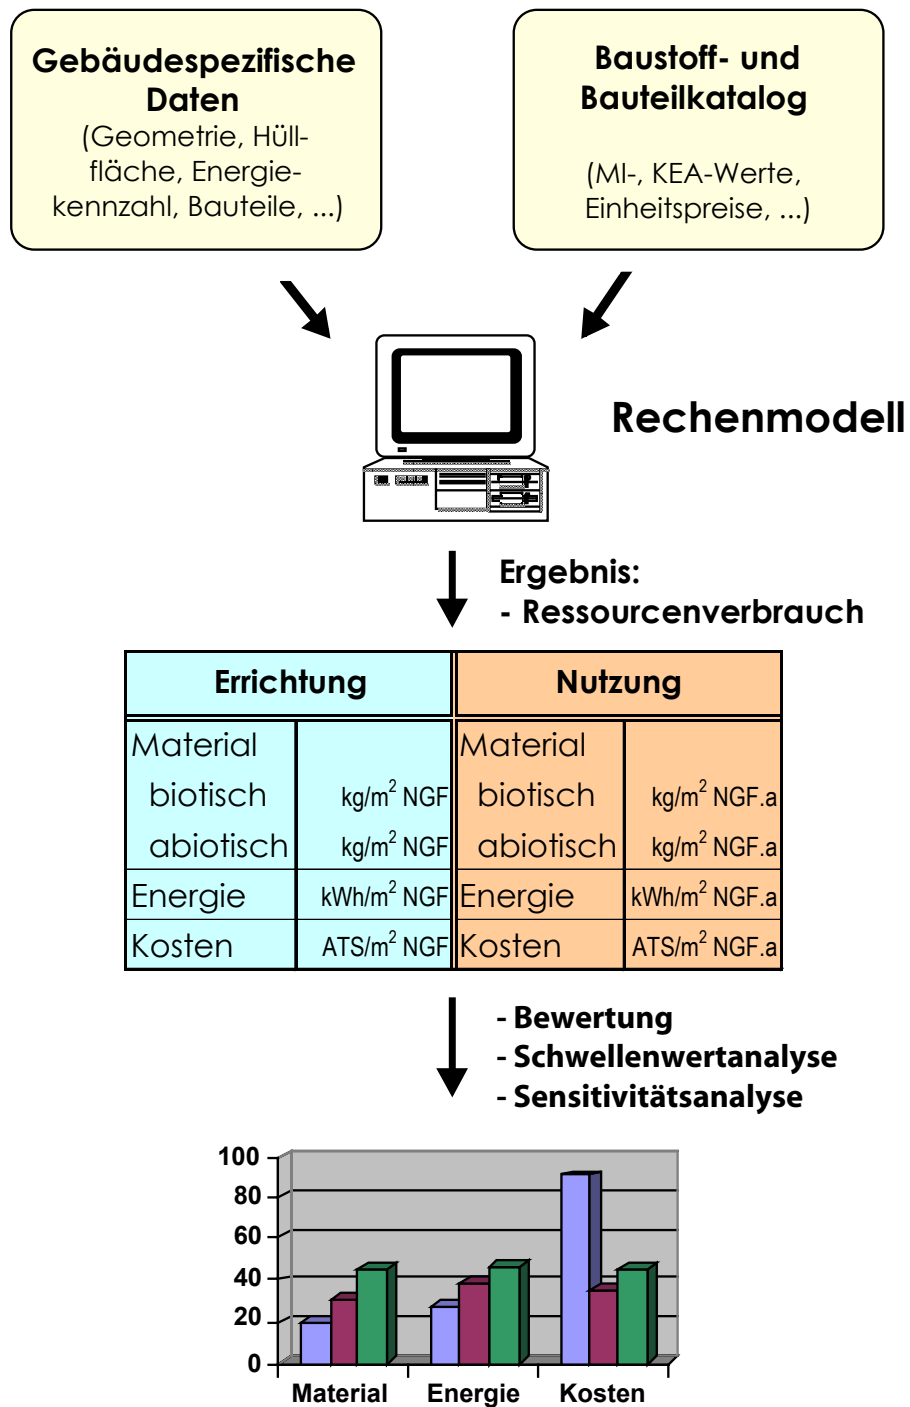 Gebäudespezifische
Daten
(Geometrie, Hüll-
fläche, Energie-
kennzahl, Bauteile, ...)
Baustoff- und
Bauteilkatalog
(MI-, KEA-Werte,
Einheitspreise, ...)
Rechenmodell
Ergebnis:
- Ressourcenverbrauch
Errichtung Nutzung
Material Material
biotisch kg/m² NGF biotisch kg/m² NGF.a
abiotisch kg/m² NGF abiotisch kg/m² NGF.a
Energie kWh/m² NGF Energie kWh/m² NGF.a
Kosten ATS/m² NGF Kosten ATS/m² NGF.a
- Bewertung
- Schwellenwertanalyse
- Sensitivitätsanalyse
100
80
60
40
20
0
Material Energie Kosten